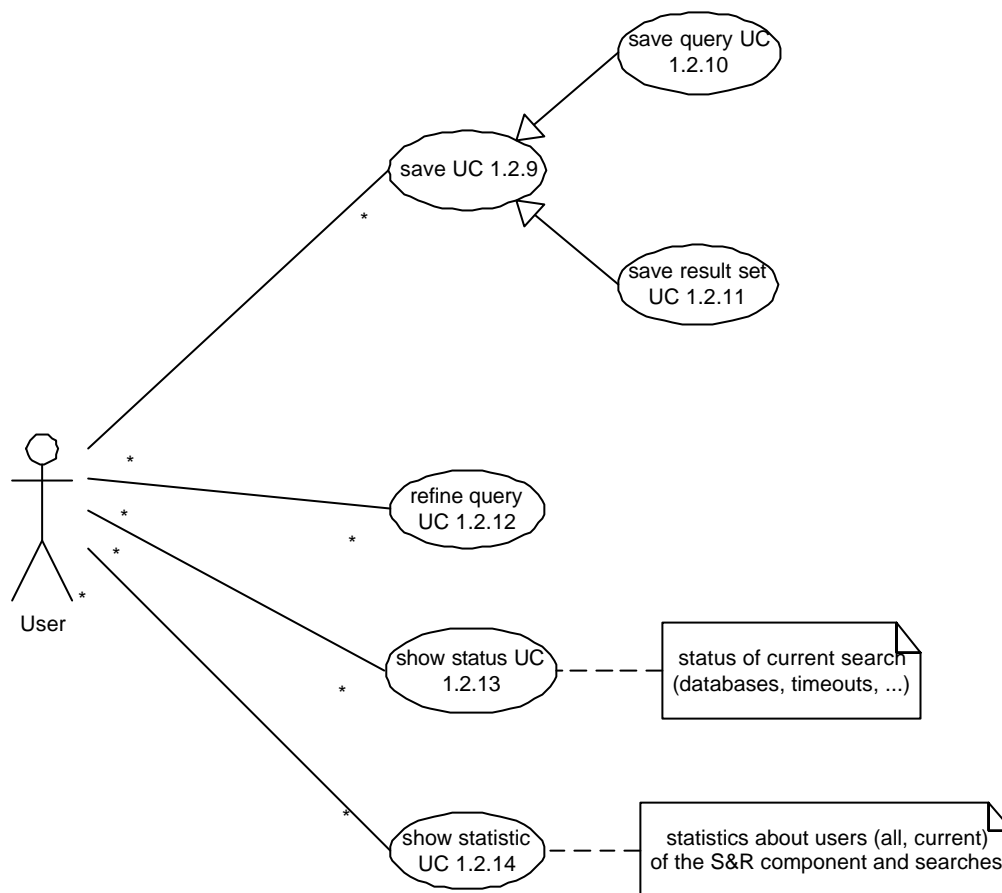 save query UC
1.2.10
save UC 1.2.9
*
save result set
UC 1.2.11
*
refine query
UC 1.2.12
*
*
*
*
User
show status UC
1.2.13
*
status of current search
(databases, timeouts, ...)
*
show statistic
UC 1.2.14
statistics about users (all, current)
of the S&R component and searches